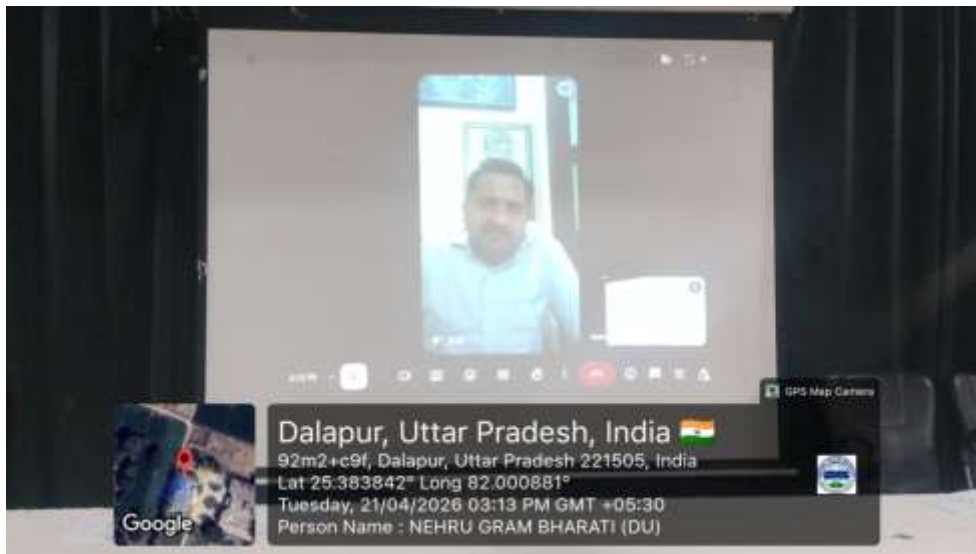 GPS Map Camera
Dalapur, Uttar Pradesh, India
92m2+c9f, Dalapur, Uttar Pradesh 221505, India
Lat 25.383842° Long 82.000881°
Tuesday, 21/04/2026 03:13 PM GMT +05:30
Person Name : NEHRU GRAM BHARATI (DU)
Google